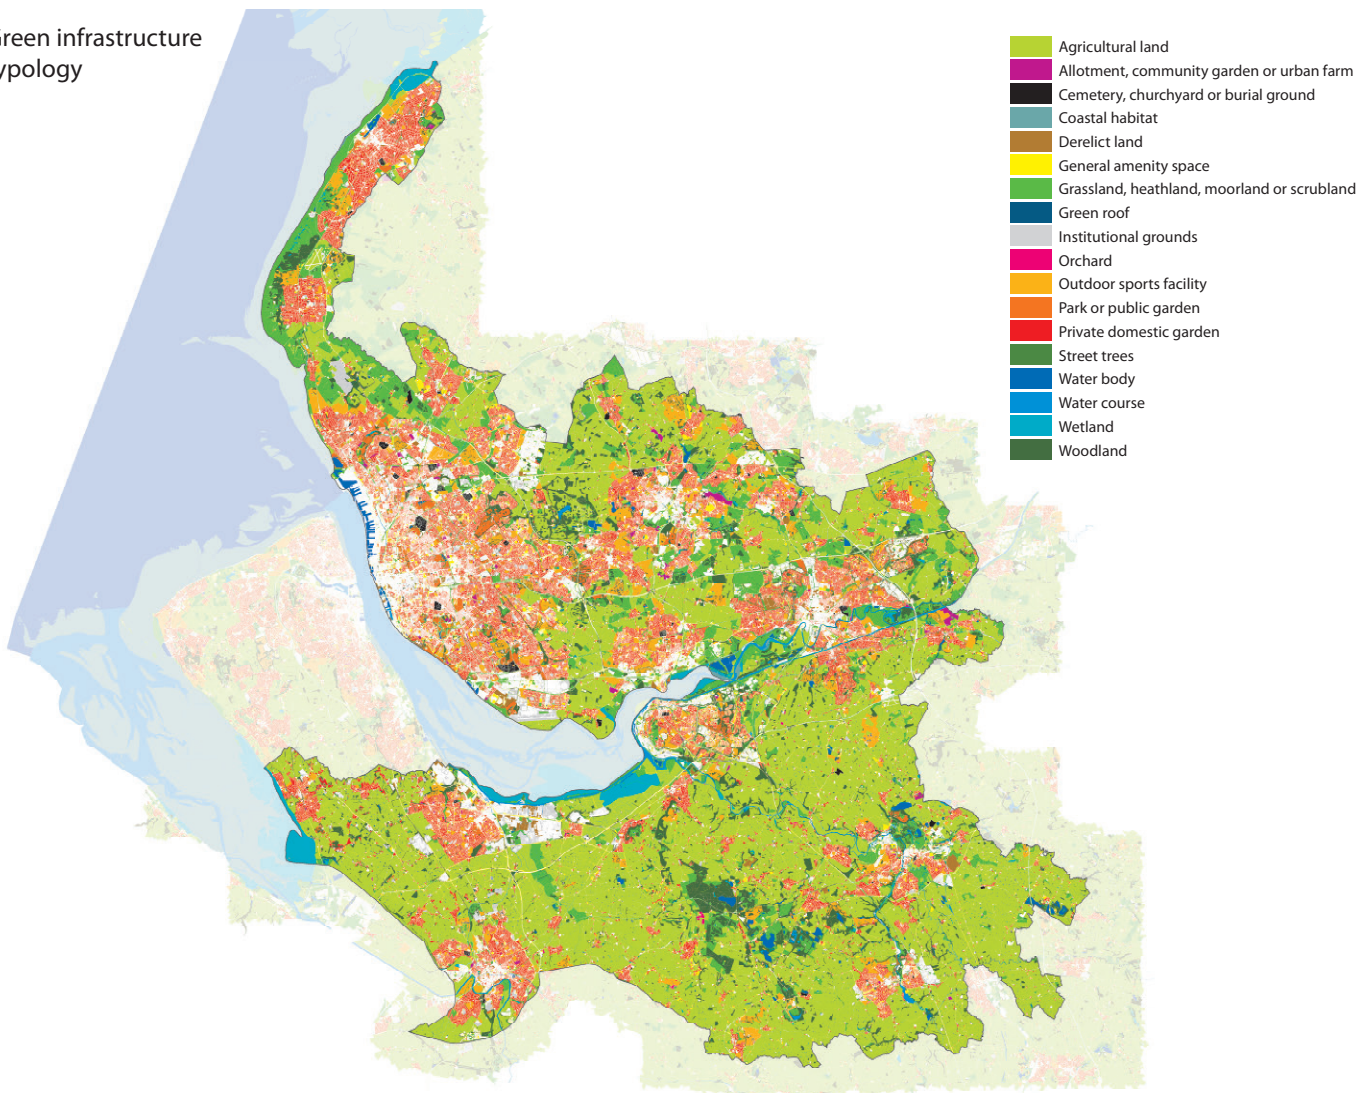 reen infrastructure
ypology
Agricultural land
Allotment, community garden or urban farm
Cemetery, churchyard or burial ground
Coastal habitat
Derelict land
General amenity space
Grassland, heathland, moorland or scrubland
Green roof
Institutional grounds
Orchard
Outdoor sports facility
Park or public garden
Private domestic garden
Street trees
Water body
Water course
Wetland
Woodland